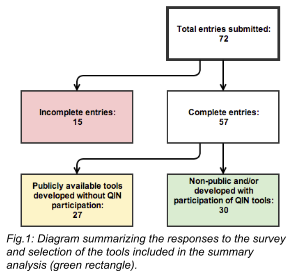 Total entries submitted:
72
Incomplete entries:
15
Complete entries:
57
Publicly available tools
developed without QIN
participation:
27
Non-public and/or
developed with
participation of QIN tools:
30
Fig.1: Diagram summarizing the responses to the survey
and selection of the tools included in the summary
analysis (green rectangle).